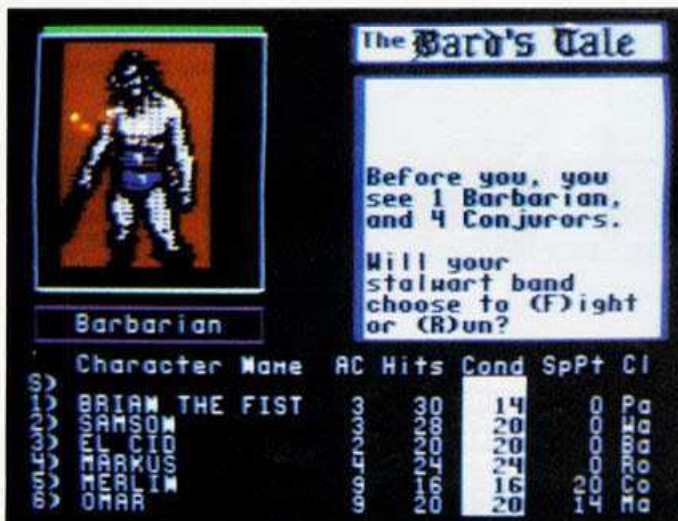 The Bard's Tale
Before you, you
see 1 Barbarian,
and 4 Conjurors.
Will your
stalwart band
choose to (F)ight
or (R)un?
Barbarian
Character Name AC Hits Cond SpPt Cl
S)
1) BRIAN THE FIST 3 30 14 0 Pa
2) SAMSON 3 28 20 0 Wa
3) EL CID 2 20 20 0 Ba
4) MARKUS 4 24 24 0 Ro
5) MERLIN 9 16 16 20 Co
6) OMAR 9 20 20 14 Ma